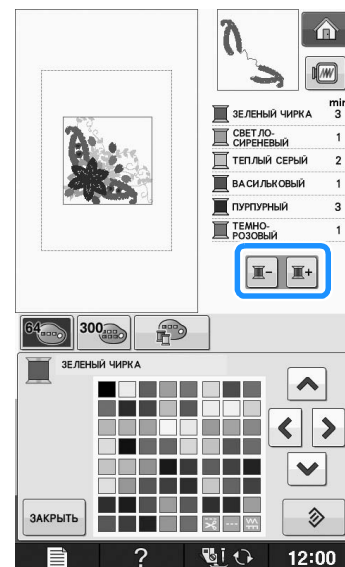 min
ЗЕЛЕНЫЙ ЧИРКА 3
СВЕТЛО-
СИРЕНЕВЫЙ 1
ТЕПЛЫЙ СЕРЫЙ 2
ВАСИЛЬКОВЫЙ 1
ПУРПУРНЫЙ 3
ТЕМНО-
РОЗОВЫЙ 1
- +
64 300
ЗЕЛЕНЫЙ ЧИРКА
ЗАКРЫТЬ
? 12:00